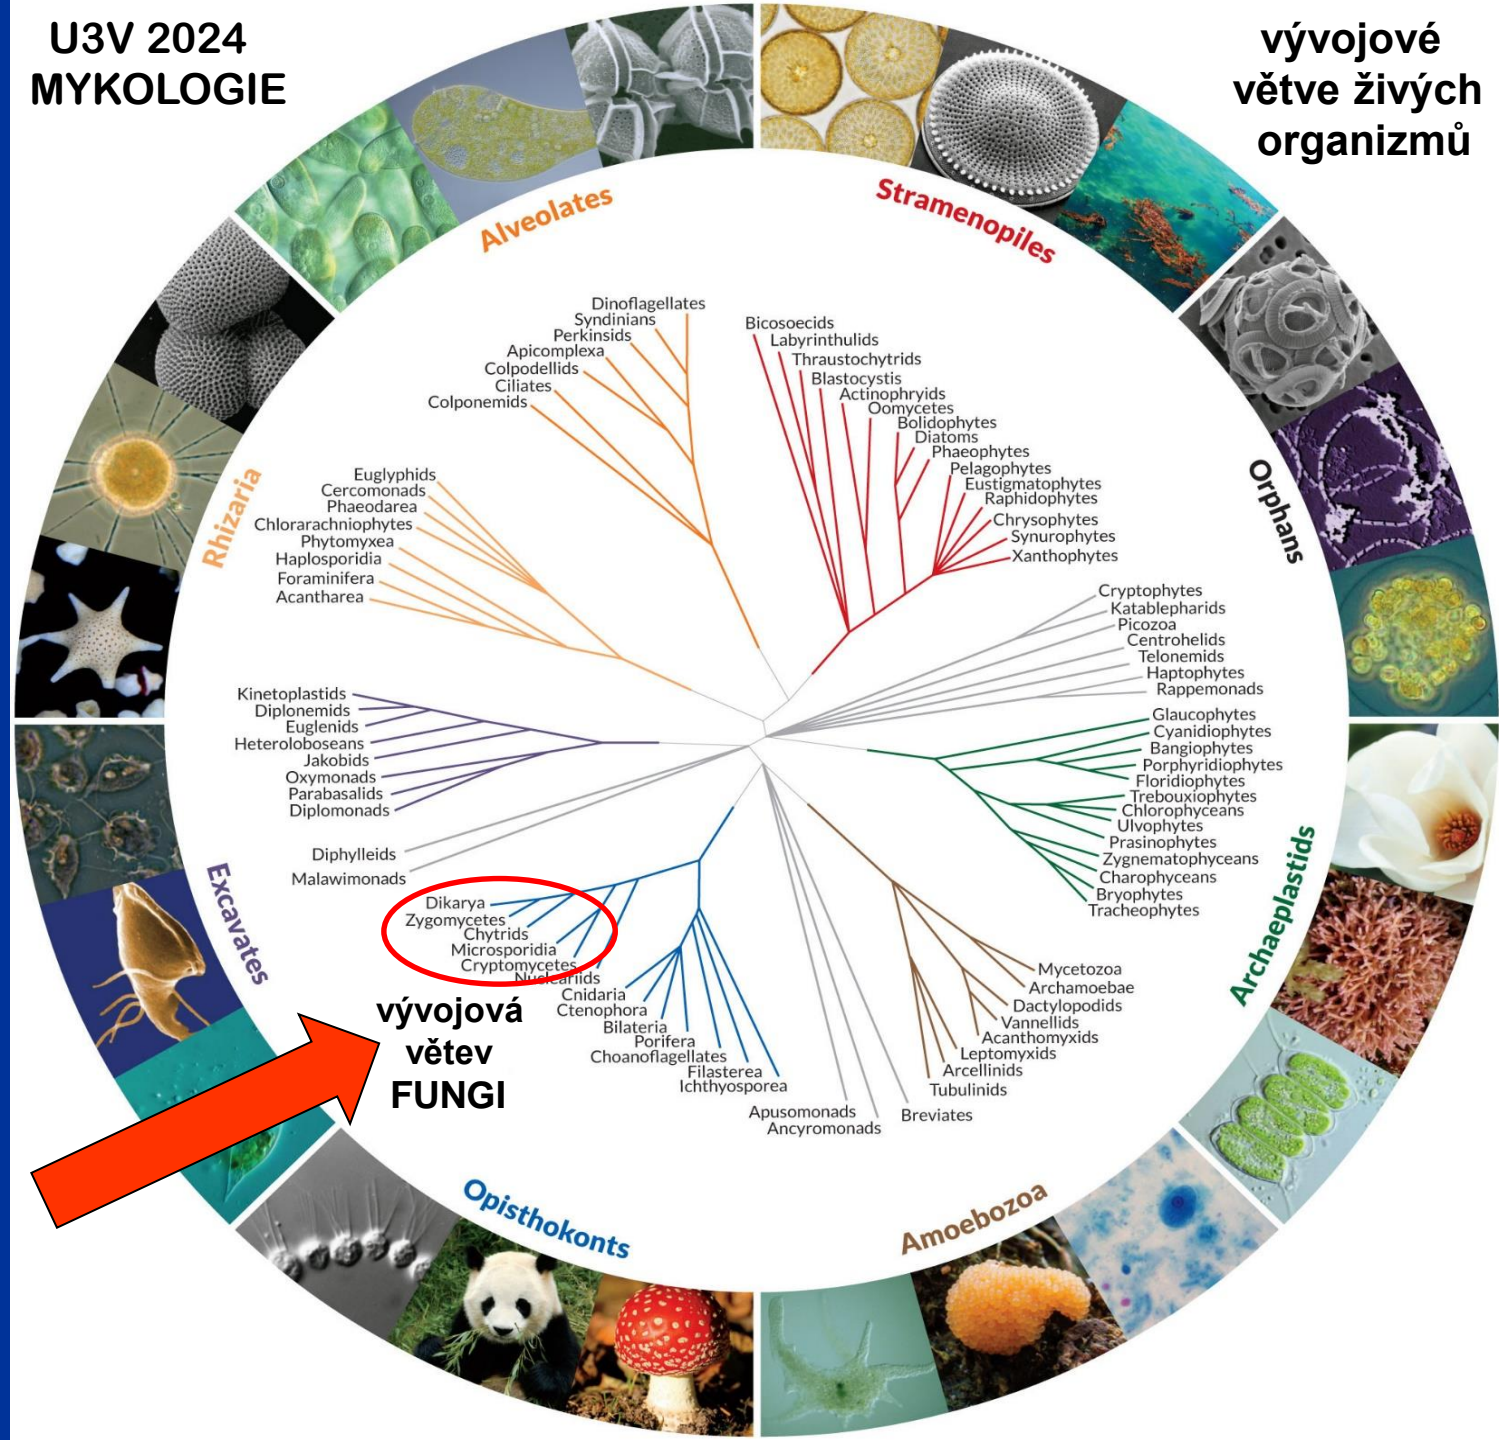 U3V 2024
MYKOLOGIE
vývojové
větve živých
organizmů
Alveolates
Stramenopiles
Dinoflagellates
Syndinians
Perkinsids
Apicomplexa
Colpodellids
Ciliates
Colponemids
Bicosoecids
Labyrinthulids
Thraustochytrids
Blastocystis
Actinophryids
Oomycetes
Bolidophytes
Diatoms
Phaeophytes
Pelagophytes
Eustigmatophytes
Raphidophytes
Chrysophytes
Synurophytes
Xanthophytes
Rhizaria
Euglyphids
Cercomonads
Phaeodarea
Chlorarachniophytes
Phytomyxea
Haplosporidia
Foraminifera
Acantharea
Orphans
Cryptophytes
Katablepharids
Picozoa
Centrohelids
Telonemids
Haptophytes
Rappemonads
Kinetoplastids
Diplonemids
Euglenids
Heteroloboseans
Jakobids
Oxymonads
Parabasalids
Diplomonads
Diphylleids
Malawimonads
Excavates
Glaucophytes
Cyanidiophytes
Bangiophytes
Porphyridiophytes
Floridiophytes
Trebouxiophytes
Chlorophyceans
Ulvophytes
Prasinophytes
Zygnematophyceans
Charophyceans
Bryophytes
Tracheophytes
Archaeplastids
Dikarya
Zygomycetes
Chytrids
Microsporidia
Cryptomycetes
Nucleariids
Cnidaria
Ctenophora
Bilateria
Porifera
Choanoflagellates
Filasterea
Ichthyosporea
vývojová
větev
FUNGI
Apusomonads
Ancyromonads
Breviates
Mycetozoa
Archamoebae
Dactylopodids
Vannellids
Acanthomyxids
Leptomyxids
Arcellinids
Tubulinids
Opisthokonts
Amoebozoa